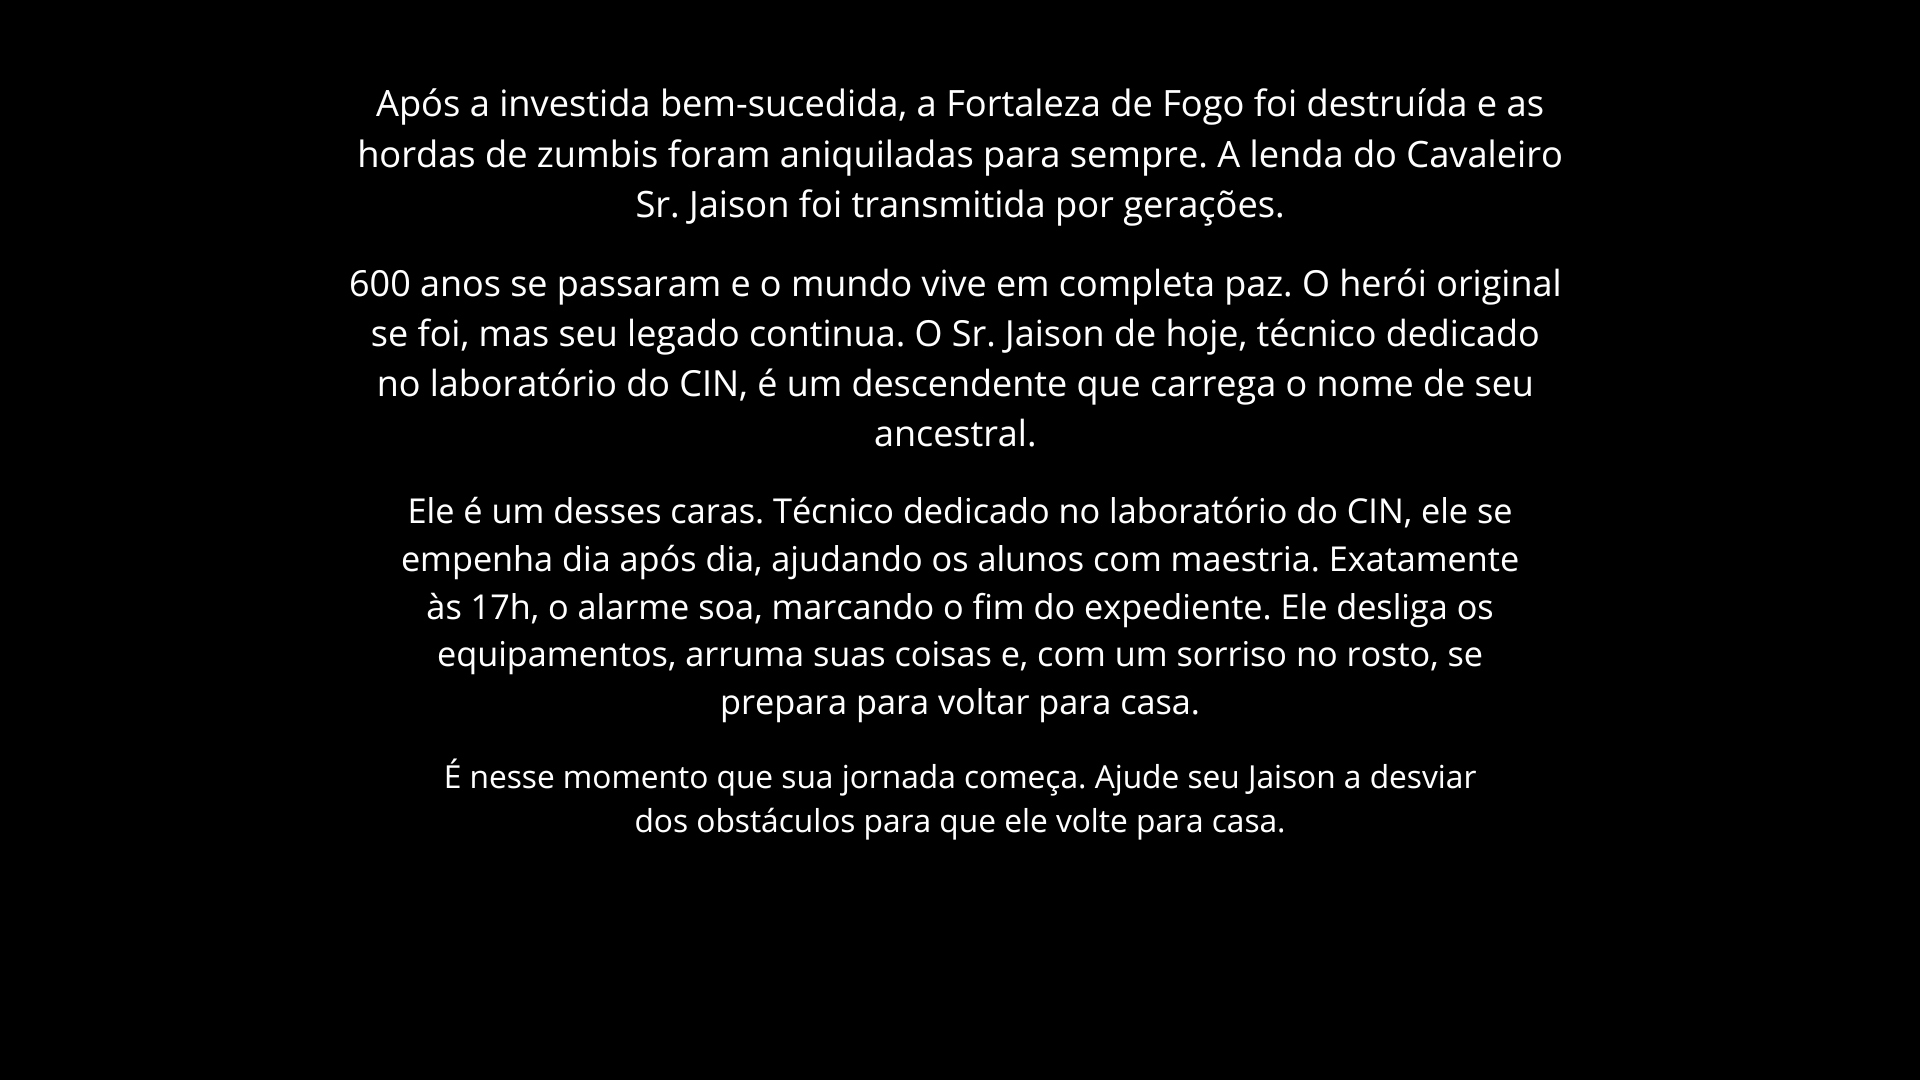 Após a investida bem-sucedida, a Fortaleza de Fogo foi destruída e as
hordas de zumbis foram aniquiladas para sempre. A lenda do Cavaleiro
Sr. Jaison foi transmitida por gerações.
600 anos se passaram e o mundo vive em completa paz. O herói original
se foi, mas seu legado continua. O Sr. Jaison de hoje, técnico dedicado
no laboratório do CIN, é um descendente que carrega o nome de seu
ancestral.
Ele é um desses caras. Técnico dedicado no laboratório do CIN, ele se
empenha dia após dia, ajudando os alunos com maestria. Exatamente
às 17h, o alarme soa, marcando o fim do expediente. Ele desliga os
equipamentos, arruma suas coisas e, com um sorriso no rosto, se
prepara para voltar para casa.
É nesse momento que sua jornada começa. Ajude seu Jaison a desviar
dos obstáculos para que ele volte para casa.